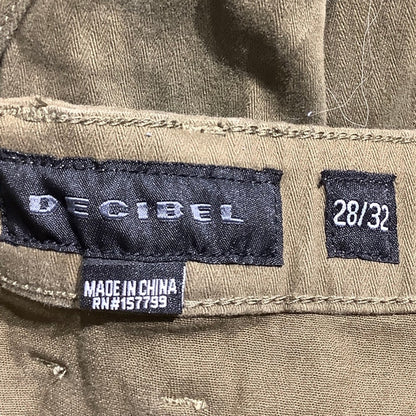 DECIBEL
28/32
MADE IN CHINA
RN#157799